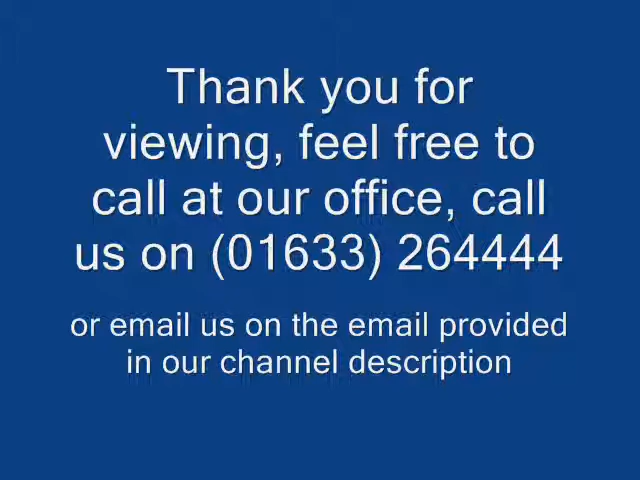 Thank you for
viewing, feel free to
call at our office, call
us on (01633) 264444
or email us on the email provided
in our channel description